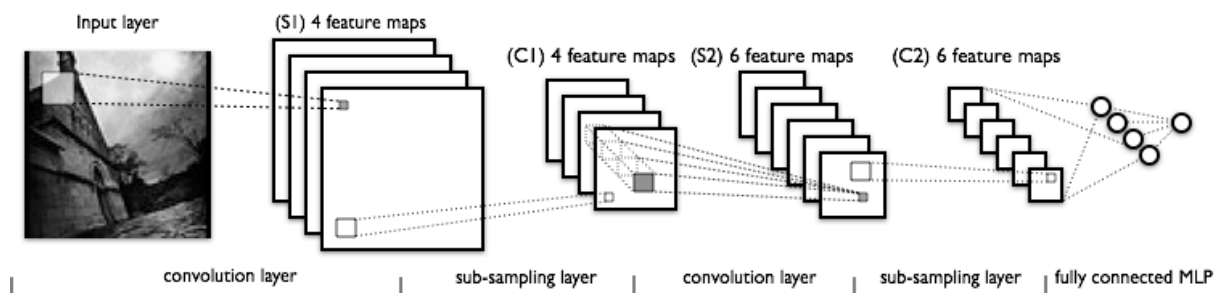 Input layer
(S1) 4 feature maps
(C1) 4 feature maps
(S2) 6 feature maps
(C2) 6 feature maps
convolution layer
sub-sampling layer
convolution layer
sub-sampling layer
fully connected MLP